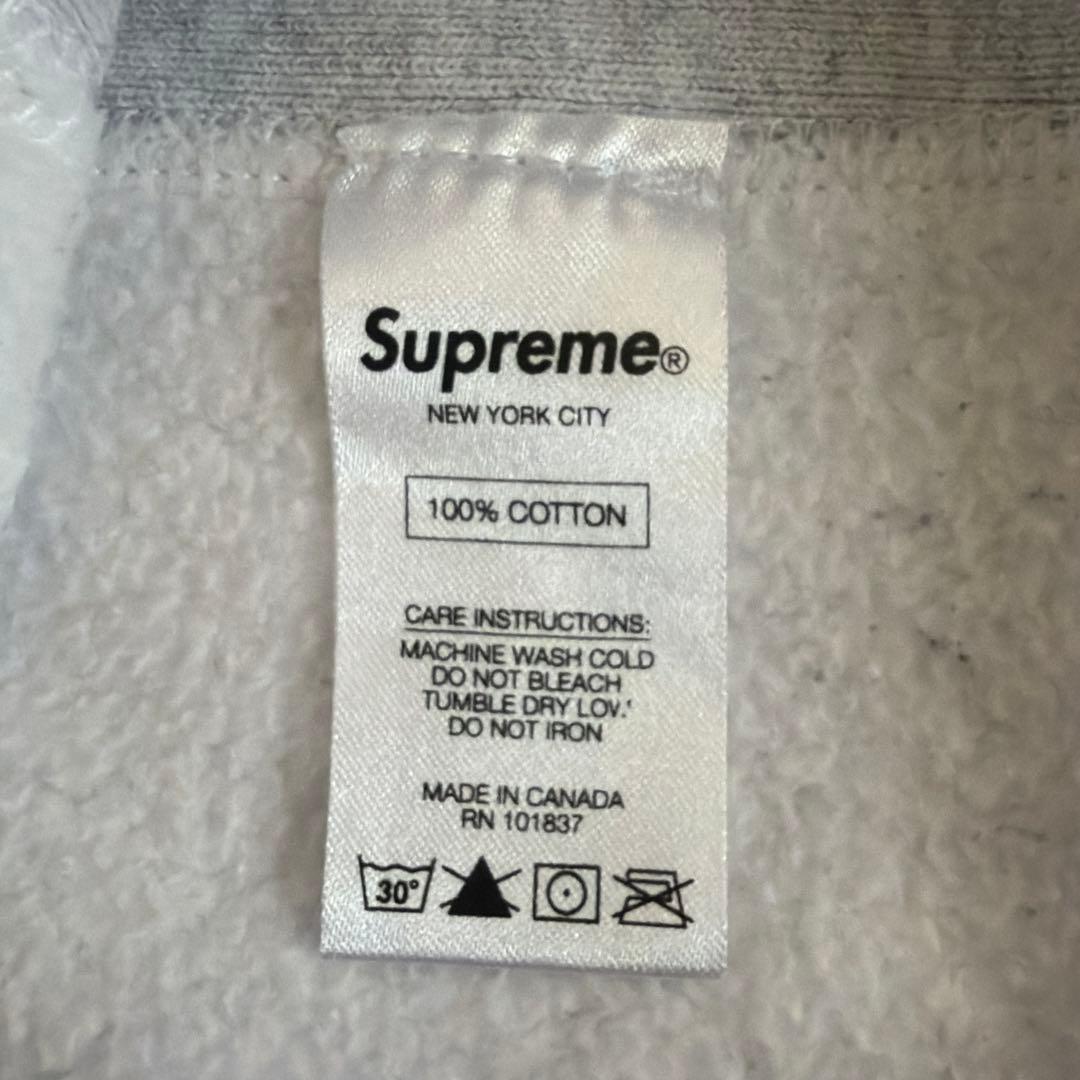 Supreme®
NEW YORK CITY
100% COTTON
CARE INSTRUCTIONS:
MACHINE WASH COLD
DO NOT BLEACH
TUMBLE DRY LOW
DO NOT IRON
MADE IN CANADA
RN 101837
30°